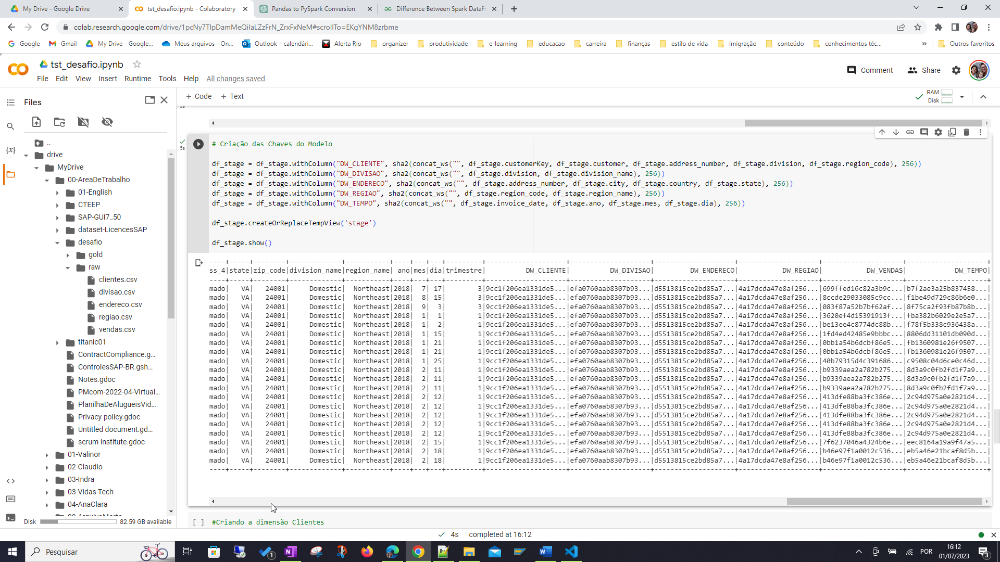 My Drive - Google Drive
tst_desafio.ipynb - Colaboratory
Pandas to PySpark Conversion
Difference Between Spark DataFr
colab.research.google.com/drive/1pcNy7TlpDamMeQiIaLZzFrN_ZrxFxNeM#scrollTo=EKgYNM8zrbme
Google
Gmail
My Drive - Google...
Meus arquivos - On...
Outlook – calendári...
Alerta Rio
organizer
produtividade
e-learning
educacao
carreira
finanças
estilo de vida
imigração
conteúdo
conhecimentos téc...
»
Outros favoritos
tst_desafio.ipynb
Comment
Share
File Edit View Insert Runtime Tools Help All changes saved
Files
+ Code + Text
RAM
Disk
..
drive
MyDrive
00-AreaDeTrabalho
01-English
CTEEP
SAP-GUI7_50
dataset-LicencesSAP
desafio
gold
raw
clientes.csv
divisao.csv
endereco.csv
regiao.csv
vendas.csv
titanic01
ContractCompliance.g...
ControlesSAP-BR.gsh...
Notes.gdoc
PMcom-2022-04-Virtual...
PlanilhaDeAlugueisVid...
Privacy policy.gdoc
Untitled document.gd...
scrum institute.gdoc
01-Valinor
02-Claudio
03-Indra
03-Vidas Tech
04-AnaClara
Disk 82.59 GB available
5s
# Criação das Chaves do Modelo
df_stage = df_stage.withColumn("DW_CLIENTE", sha2(concat_ws("", df_stage.customerKey, df_stage.customer, df_stage.address_number, df_stage.division, df_stage.region_code), 256))
df_stage = df_stage.withColumn("DW_DIVISAO", sha2(concat_ws("", df_stage.division, df_stage.division_name), 256))
df_stage = df_stage.withColumn("DW_ENDERECO", sha2(concat_ws("", df_stage.address_number, df_stage.city, df_stage.country, df_stage.state), 256))
df_stage = df_stage.withColumn("DW_REGIAO", sha2(concat_ws("", df_stage.region_code, df_stage.region_name), 256))
df_stage = df_stage.withColumn("DW_TEMPO", sha2(concat_ws("", df_stage.invoice_date, df_stage.ano, df_stage.mes, df_stage.dia), 256))
df_stage.createOrReplaceTempView('stage')
df_stage.show()
----+-----+--------+-------------+-----------+----+---+---+---------+--------------------+--------------------+--------------------+--------------------+--------------------+--------------------+
ss_4|state|zip_code|division_name|region_name| ano|mes|dia|trimestre| DW_CLIENTE| DW_DIVISAO| DW_ENDERECO| DW_REGIAO| DW_VENDAS| DW_TEMPO|
----+-----+--------+-------------+-----------+----+---+---+---------+--------------------+--------------------+--------------------+--------------------+--------------------+--------------------+
mado| VA| 24001| Domestic| Northeast|2018| 7| 17| 3|9cc1f206ea1331de5...|efa0760aab8307b93...|d5513815ce2bd85a7...|4a17dcda47e8af256...|699ffed16c82a3b9c...|b7f2ae3a25b837458...|
mado| VA| 24001| Domestic| Northeast|2018| 8| 15| 3|9cc1f206ea1331de5...|efa0760aab8307b93...|d5513815ce2bd85a7...|4a17dcda47e8af256...|8ccde29033085c9cc...|f1be49d729c86b6e0...|
mado| VA| 24001| Domestic| Northeast|2018| 9| 3| 3|9cc1f206ea1331de5...|efa0760aab8307b93...|d5513815ce2bd85a7...|4a17dcda47e8af256...|083f87a52b7bf62af...|8f75ca2f93fb87b8b...|
mado| VA| 24001| Domestic| Northeast|2018| 1| 1| 1|9cc1f206ea1331de5...|efa0760aab8307b93...|d5513815ce2bd85a7...|4a17dcda47e8af256...|3620ef4d15391913f...|fba382b6029e2e5a7...|
mado| VA| 24001| Domestic| Northeast|2018| 1| 2| 1|9cc1f206ea1331de5...|efa0760aab8307b93...|d5513815ce2bd85a7...|4a17dcda47e8af256...|be13ee4c8774dc88b...|f78f5b338c936438a...|
mado| VA| 24001| Domestic| Northeast|2018| 1| 15| 1|9cc1f206ea1331de5...|efa0760aab8307b93...|d5513815ce2bd85a7...|4a17dcda47e8af256...|1fd4ed42485e9bbbc...|8806dd31101db090d...|
mado| VA| 24001| Domestic| Northeast|2018| 1| 21| 1|9cc1f206ea1331de5...|efa0760aab8307b93...|d5513815ce2bd85a7...|4a17dcda47e8af256...|0bb1a54b6dcbf86e5...|fb1360981e26f9507...|
mado| VA| 24001| Domestic| Northeast|2018| 1| 21| 1|9cc1f206ea1331de5...|efa0760aab8307b93...|d5513815ce2bd85a7...|4a17dcda47e8af256...|0bb1a54b6dcbf86e5...|fb1360981e26f9507...|
mado| VA| 24001| Domestic| Northeast|2018| 1| 25| 1|9cc1f206ea1331de5...|efa0760aab8307b93...|d5513815ce2bd85a7...|4a17dcda47e8af256...|40b79315d4c391686...|c9508c04d6ce0c46d...|
mado| VA| 24001| Domestic| Northeast|2018| 2| 11| 1|9cc1f206ea1331de5...|efa0760aab8307b93...|d5513815ce2bd85a7...|4a17dcda47e8af256...|b9339aea2a782b275...|8d3a9c0fb2fd1f7a9...|
mado| VA| 24001| Domestic| Northeast|2018| 2| 11| 1|9cc1f206ea1331de5...|efa0760aab8307b93...|d5513815ce2bd85a7...|4a17dcda47e8af256...|b9339aea2a782b275...|8d3a9c0fb2fd1f7a9...|
mado| VA| 24001| Domestic| Northeast|2018| 2| 11| 1|9cc1f206ea1331de5...|efa0760aab8307b93...|d5513815ce2bd85a7...|4a17dcda47e8af256...|b9339aea2a782b275...|8d3a9c0fb2fd1f7a9...|
mado| VA| 24001| Domestic| Northeast|2018| 2| 12| 1|9cc1f206ea1331de5...|efa0760aab8307b93...|d5513815ce2bd85a7...|4a17dcda47e8af256...|413dfe88ba3fc386e...|2c94d975a0e2821d4...|
mado| VA| 24001| Domestic| Northeast|2018| 2| 12| 1|9cc1f206ea1331de5...|efa0760aab8307b93...|d5513815ce2bd85a7...|4a17dcda47e8af256...|413dfe88ba3fc386e...|2c94d975a0e2821d4...|
mado| VA| 24001| Domestic| Northeast|2018| 2| 12| 1|9cc1f206ea1331de5...|efa0760aab8307b93...|d5513815ce2bd85a7...|4a17dcda47e8af256...|413dfe88ba3fc386e...|2c94d975a0e2821d4...|
mado| VA| 24001| Domestic| Northeast|2018| 2| 12| 1|9cc1f206ea1331de5...|efa0760aab8307b93...|d5513815ce2bd85a7...|4a17dcda47e8af256...|413dfe88ba3fc386e...|2c94d975a0e2821d4...|
mado| VA| 24001| Domestic| Northeast|2018| 2| 12| 1|9cc1f206ea1331de5...|efa0760aab8307b93...|d5513815ce2bd85a7...|4a17dcda47e8af256...|413dfe88ba3fc386e...|2c94d975a0e2821d4...|
mado| VA| 24001| Domestic| Northeast|2018| 2| 15| 1|9cc1f206ea1331de5...|efa0760aab8307b93...|d5513815ce2bd85a7...|4a17dcda47e8af256...|7f6237046a4324b6e...|eec8164a19a9f47a5...|
mado| VA| 24001| Domestic| Northeast|2018| 2| 18| 1|9cc1f206ea1331de5...|efa0760aab8307b93...|d5513815ce2bd85a7...|4a17dcda47e8af256...|b46e97f1a0012c536...|eb5a46e21bcaf8d5b...|
mado| VA| 24001| Domestic| Northeast|2018| 2| 18| 1|9cc1f206ea1331de5...|efa0760aab8307b93...|d5513815ce2bd85a7...|4a17dcda47e8af256...|b46e97f1a0012c536...|eb5a46e21bcaf8d5b...|
----+-----+--------+-------------+-----------+----+---+---+---------+--------------------+--------------------+--------------------+--------------------+--------------------+--------------------+
[ ] #Criando a dimensão Clientes
4s completed at 16:12
Pesquisar
1
POR
16:12
01/07/2023
3